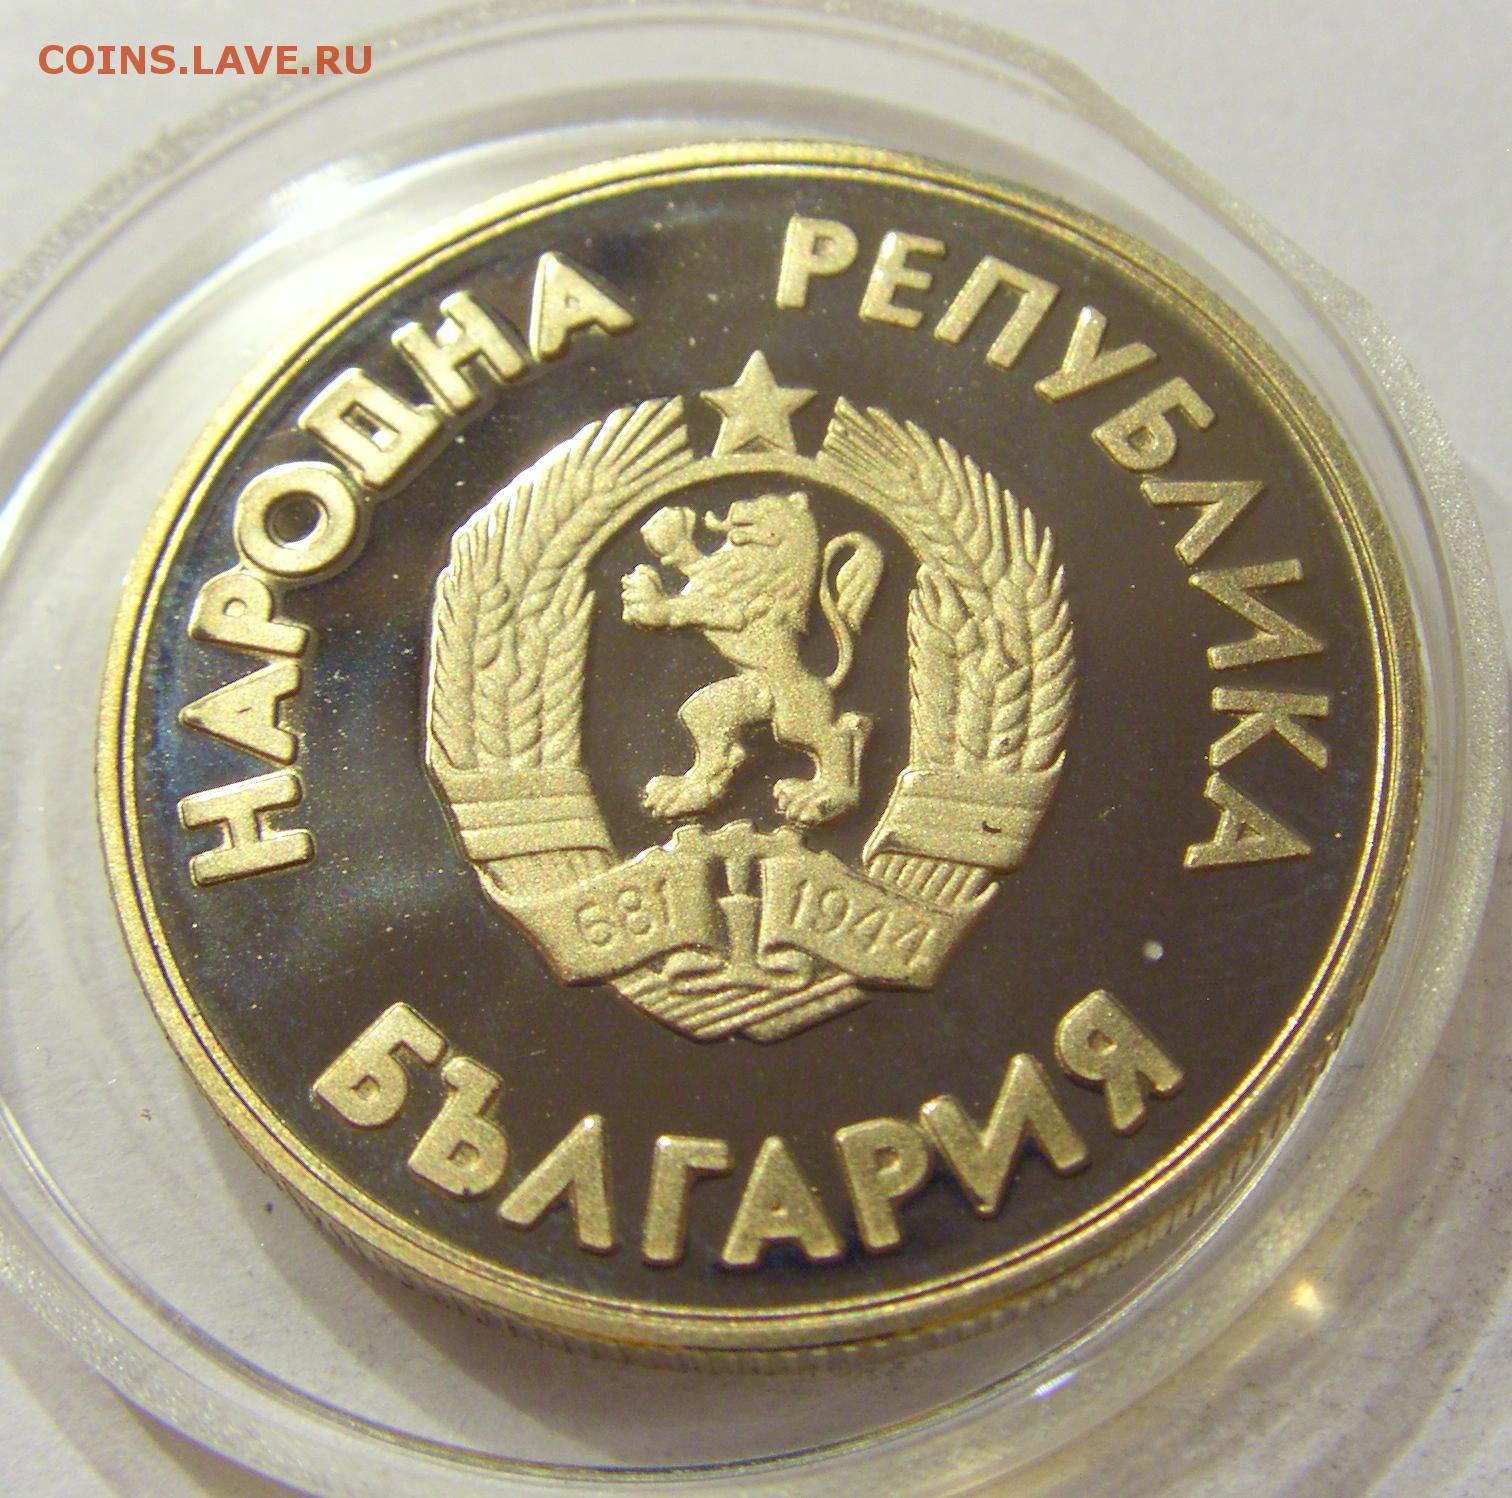 COINS.LAVE.RU
НАРОДНА РЕПУБЛИКА
681 1944
БЪЛГАРИЯ